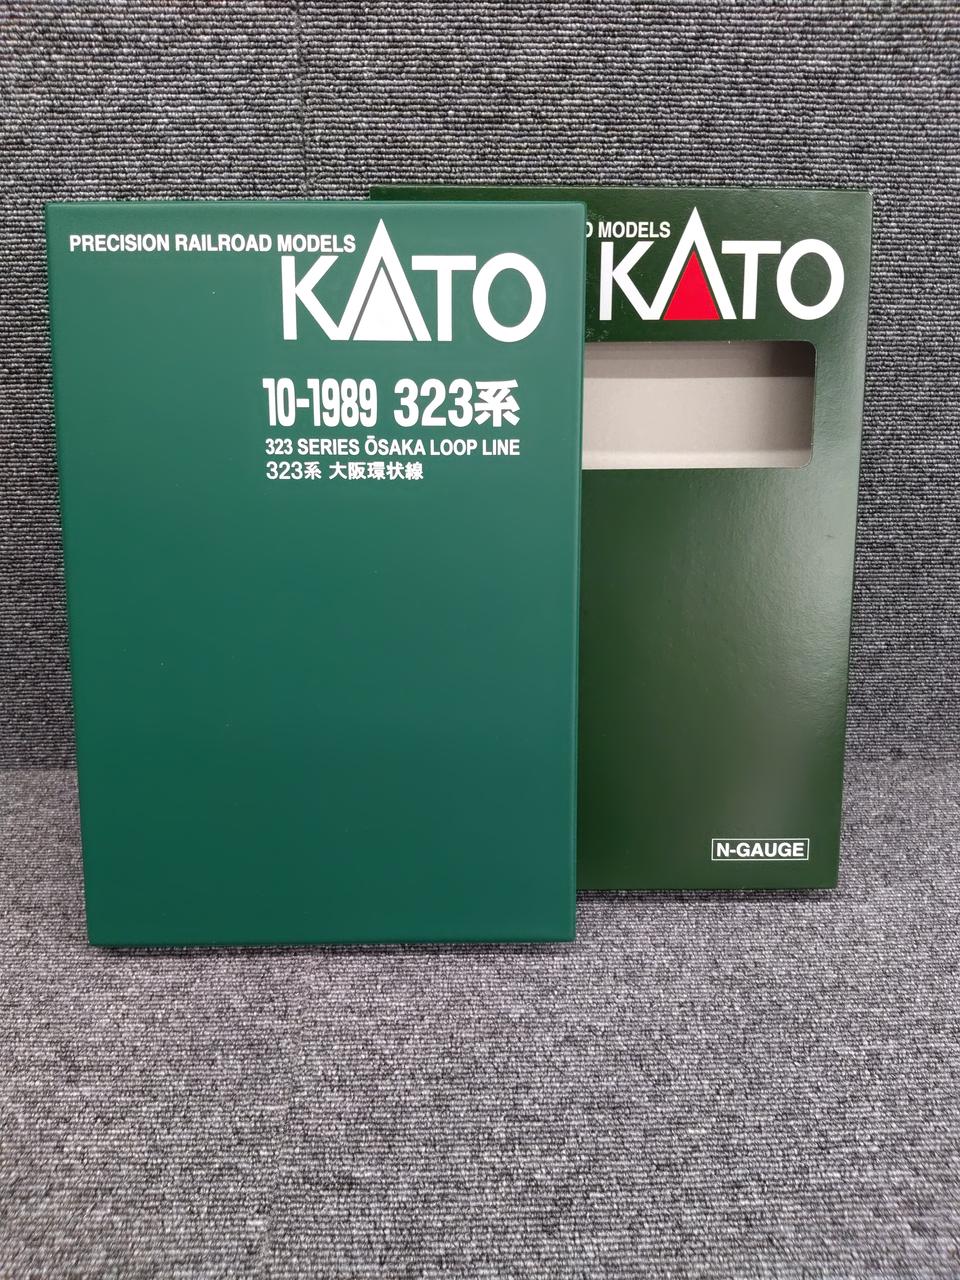 PRECISION RAILROAD MODELS
KATO
10-1989 323系
323 SERIES ŌSAKA LOOP LINE
323系 大阪環状線
MODELS
KATO
N-GAUGE